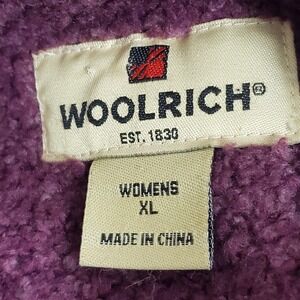 WOOLRICH®
EST. 1830
WOMENS
XL
MADE IN CHINA